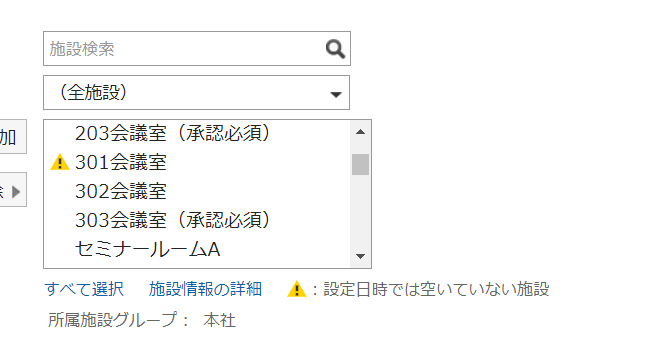 施設検索
（全施設）
加
203会議室（承認必須）
301会議室
302会議室
303会議室（承認必須）
セミナールームA
すべて選択 施設情報の詳細 ：設定日時では空いていない施設
所属施設グループ： 本社